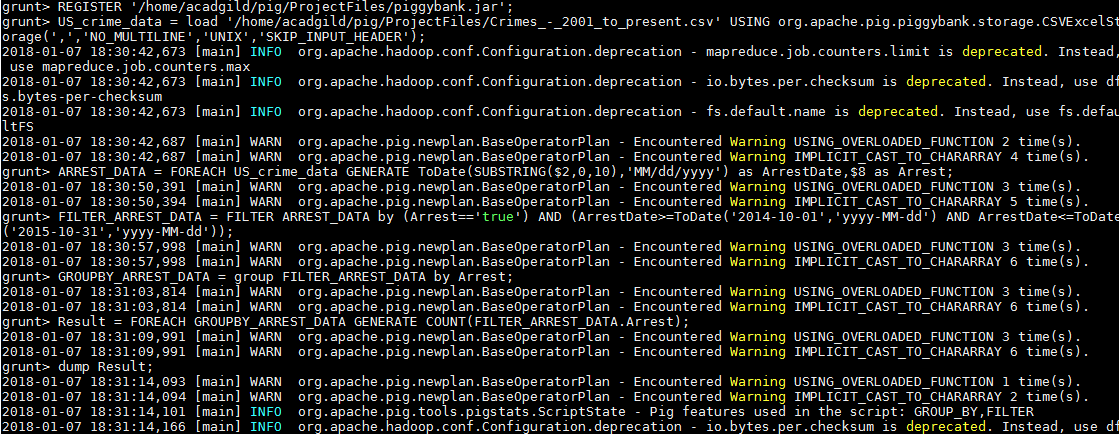 grunt> REGISTER '/home/acadgild/pig/ProjectFiles/piggybank.jar';
grunt> US_crime_data = load '/home/acadgild/pig/ProjectFiles/Crimes_-_2001_to_present.csv' USING org.apache.pig.piggybank.storage.CSVExcelSt
orage(',','NO_MULTILINE','UNIX','SKIP_INPUT_HEADER');
2018-01-07 18:30:42,673 [main] INFO  org.apache.hadoop.conf.Configuration.deprecation - mapreduce.job.counters.limit is deprecated. Instead,
 use mapreduce.job.counters.max
2018-01-07 18:30:42,673 [main] INFO  org.apache.hadoop.conf.Configuration.deprecation - io.bytes.per.checksum is deprecated. Instead, use df
s.bytes-per-checksum
2018-01-07 18:30:42,673 [main] INFO  org.apache.hadoop.conf.Configuration.deprecation - fs.default.name is deprecated. Instead, use fs.defau
ltFS
2018-01-07 18:30:42,687 [main] WARN  org.apache.pig.newplan.BaseOperatorPlan - Encountered Warning USING_OVERLOADED_FUNCTION 2 time(s).
2018-01-07 18:30:42,687 [main] WARN  org.apache.pig.newplan.BaseOperatorPlan - Encountered Warning IMPLICIT_CAST_TO_CHARARRAY 4 time(s).
grunt> ARREST_DATA = FOREACH US_crime_data GENERATE ToDate(SUBSTRING($2,0,10),'MM/dd/yyyy') as ArrestDate,$8 as Arrest;
2018-01-07 18:30:50,391 [main] WARN  org.apache.pig.newplan.BaseOperatorPlan - Encountered Warning USING_OVERLOADED_FUNCTION 3 time(s).
2018-01-07 18:30:50,394 [main] WARN  org.apache.pig.newplan.BaseOperatorPlan - Encountered Warning IMPLICIT_CAST_TO_CHARARRAY 5 time(s).
grunt> FILTER_ARREST_DATA = FILTER ARREST_DATA by (Arrest=='true') AND (ArrestDate>=ToDate('2014-10-01','yyyy-MM-dd') AND ArrestDate<=ToDate
('2015-10-31','yyyy-MM-dd'));
2018-01-07 18:30:57,998 [main] WARN  org.apache.pig.newplan.BaseOperatorPlan - Encountered Warning USING_OVERLOADED_FUNCTION 3 time(s).
2018-01-07 18:30:57,998 [main] WARN  org.apache.pig.newplan.BaseOperatorPlan - Encountered Warning IMPLICIT_CAST_TO_CHARARRAY 6 time(s).
grunt> GROUPBY_ARREST_DATA = group FILTER_ARREST_DATA by Arrest;
2018-01-07 18:31:03,814 [main] WARN  org.apache.pig.newplan.BaseOperatorPlan - Encountered Warning USING_OVERLOADED_FUNCTION 3 time(s).
2018-01-07 18:31:03,814 [main] WARN  org.apache.pig.newplan.BaseOperatorPlan - Encountered Warning IMPLICIT_CAST_TO_CHARARRAY 6 time(s).
grunt> Result = FOREACH GROUPBY_ARREST_DATA GENERATE COUNT(FILTER_ARREST_DATA.Arrest);
2018-01-07 18:31:09,991 [main] WARN  org.apache.pig.newplan.BaseOperatorPlan - Encountered Warning USING_OVERLOADED_FUNCTION 3 time(s).
2018-01-07 18:31:09,991 [main] WARN  org.apache.pig.newplan.BaseOperatorPlan - Encountered Warning IMPLICIT_CAST_TO_CHARARRAY 6 time(s).
grunt> dump Result;
2018-01-07 18:31:14,093 [main] WARN  org.apache.pig.newplan.BaseOperatorPlan - Encountered Warning USING_OVERLOADED_FUNCTION 1 time(s).
2018-01-07 18:31:14,094 [main] WARN  org.apache.pig.newplan.BaseOperatorPlan - Encountered Warning IMPLICIT_CAST_TO_CHARARRAY 2 time(s).
2018-01-07 18:31:14,101 [main] INFO  org.apache.pig.tools.pigstats.ScriptState - Pig features used in the script: GROUP_BY,FILTER
2018-01-07 18:31:14,166 [main] INFO  org.apache.hadoop.conf.Configuration.deprecation - io.bytes.per.checksum is deprecated. Instead, use df